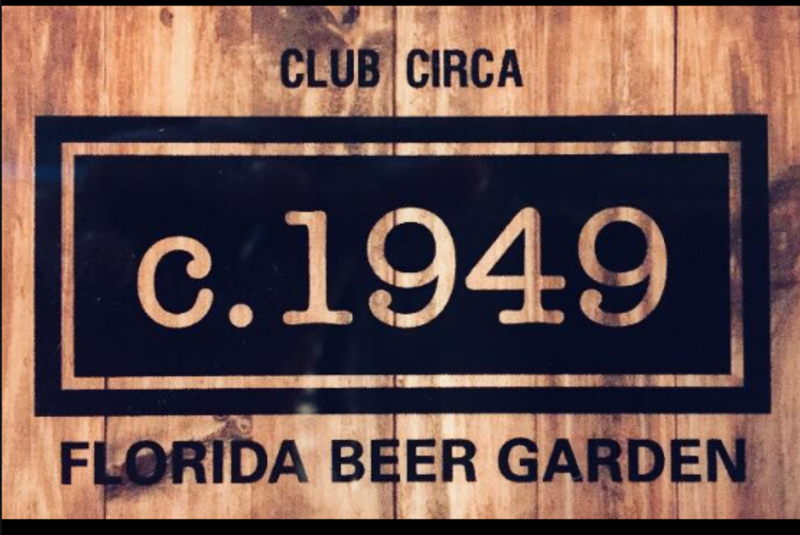 CLUB CIRCA
c.1949
FLORIDA BEER GARDEN